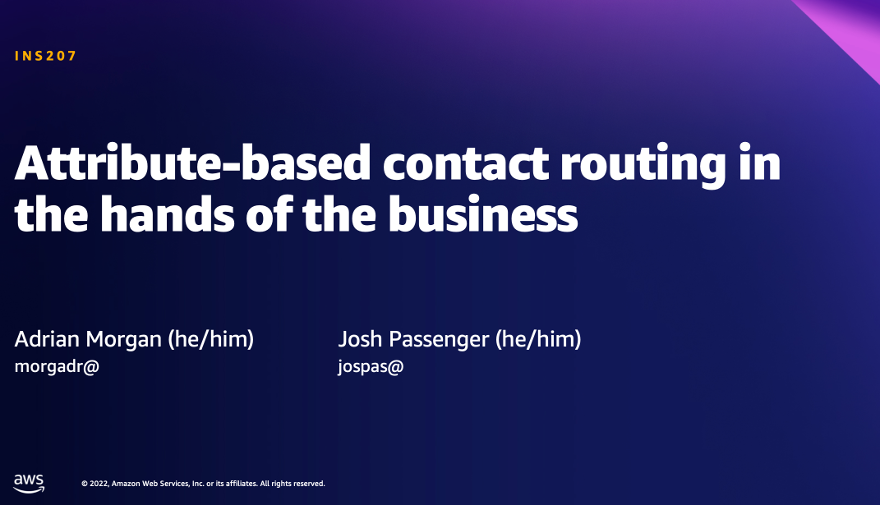 INS207
Attribute-based contact routing in
the hands of the business
Adrian Morgan (he/him)
morgadr@
Josh Passenger (he/him)
jospas@
aws
© 2022, Amazon Web Services, Inc. or its affiliates. All rights reserved.